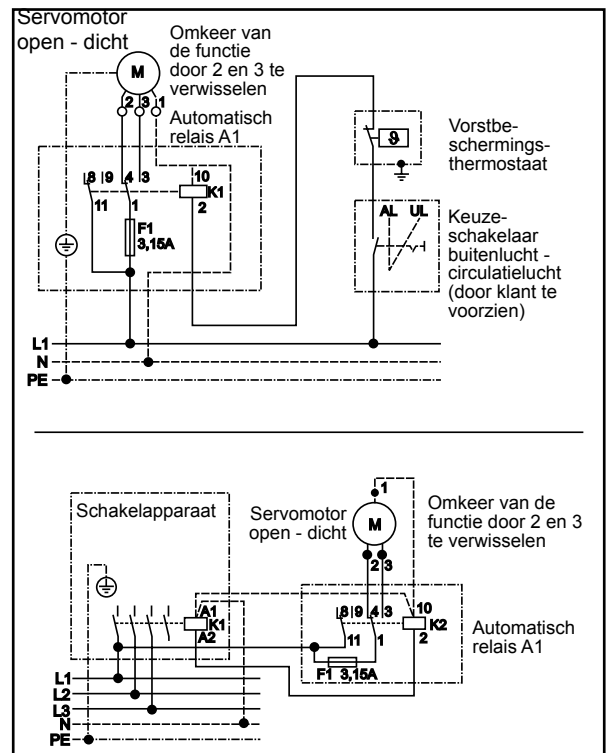 Servomotor
open - dicht
Omkeer van
de functie
door 2 en 3 te
verwisselen
M
2 3 1
Automatisch
relais A1
8 9 4 3 10
K1
11 1 2
F1
3,15A
Vorstbe-
schermings-
thermostaat
ϑ
AL UL
Keuze-
schakelaar
buitenlucht -
circulatielucht
(door klant te
voorzien)
L1
N
PE
Schakelapparaat
Servomotor
open - dicht
1
M
2 3
Omkeer van de
functie door 2 en 3
te verwisselen
A1
K1
A2
8 9 4 3 10
K2
11 1 2
F1 3,15A
Automatisch
relais A1
L1
L2
L3
N
PE